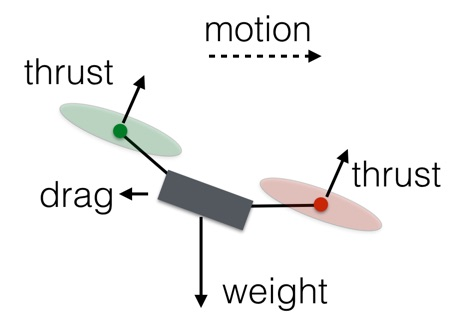 motion
thrust
thrust
drag
weight